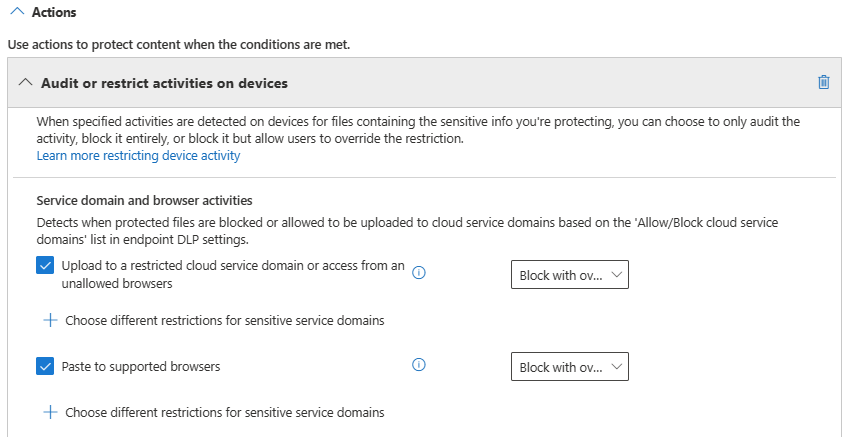 Actions
Use actions to protect content when the conditions are met.
Audit or restrict activities on devices
When specified activities are detected on devices for files containing the sensitive info you're protecting, you can choose to only audit the
activity, block it entirely, or block it but allow users to override the restriction.
Learn more restricting device activity
Service domain and browser activities
Detects when protected files are blocked or allowed to be uploaded to cloud service domains based on the 'Allow/Block cloud service
domains' list in endpoint DLP settings.
Upload to a restricted cloud service domain or access from an
unallowed browsers
Block with ov...
Choose different restrictions for sensitive service domains
Paste to supported browsers
Block with ov...
Choose different restrictions for sensitive service domains